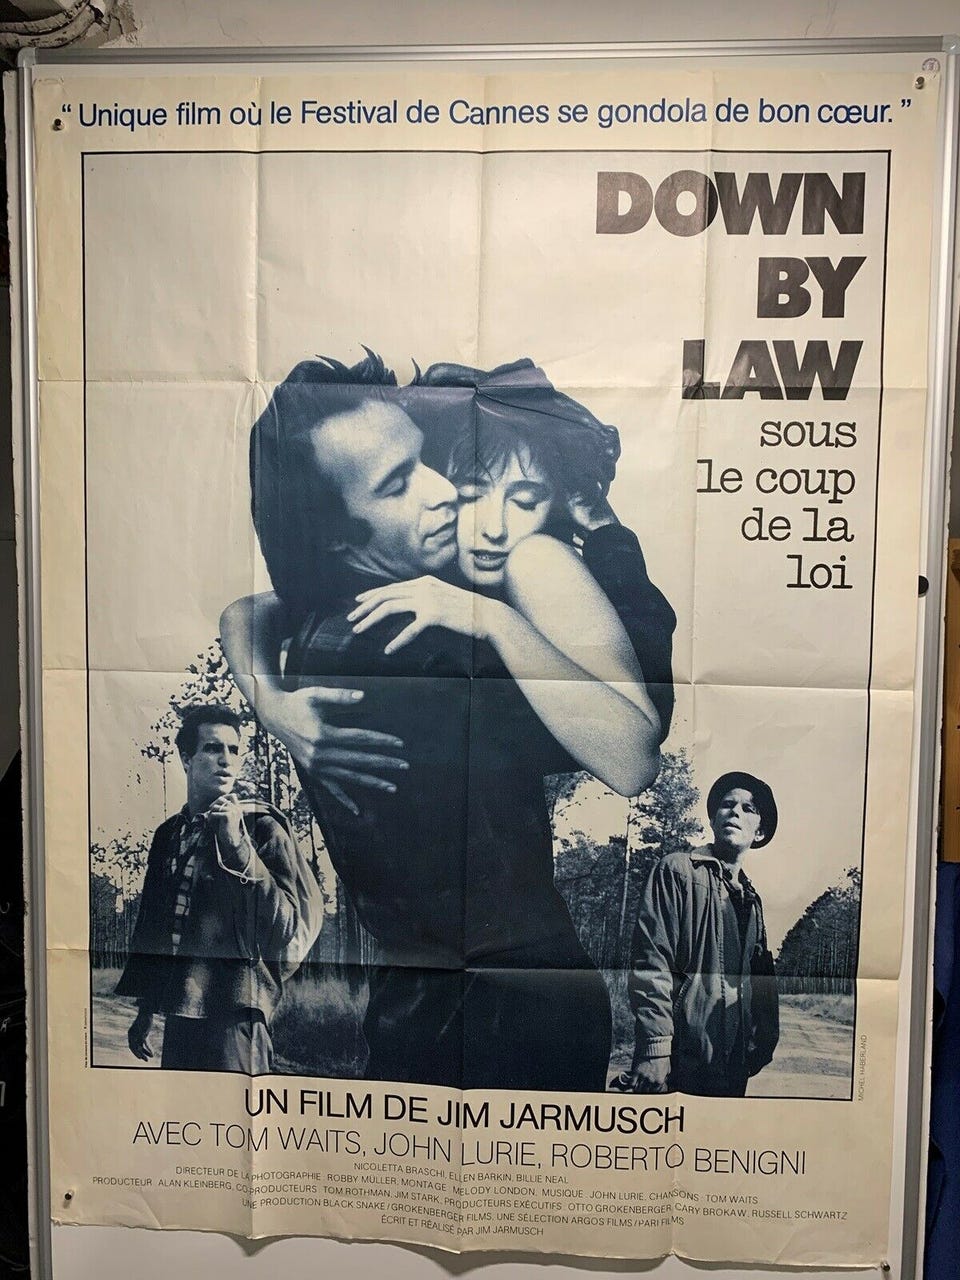 “ Unique film où le Festival de Cannes se gondola de bon cœur. ”
DOWN
BY
LAW
sous
le coup
de la
loi
MICHEL HABERLAND
UN FILM DE JIM JARMUSCH
AVEC TOM WAITS, JOHN LURIE, ROBERTO BENIGNI
NICOLETTA BRASCHI, ELLEN BARKIN, BILLIE NEAL
DIRECTEUR DE LA PHOTOGRAPHIE : ROBBY MÜLLER, MONTAGE : MELODY LONDON, MUSIQUE : JOHN LURIE, CHANSONS : TOM WAITS
PRODUCTEUR : ALAN KLEINBERG, CO-PRODUCTEURS : TOM ROTHMAN, JIM STARK, PRODUCTEURS EXÉCUTIFS : OTTO GROKENBERGER, CARY BROKAW, RUSSELL SCHWARTZ
UNE PRODUCTION BLACK SNAKE / GROKENBERGER FILMS, UNE SÉLECTION ARGOS FILMS / PARI FILMS
ÉCRIT ET RÉALISÉ PAR JIM JARMUSCH